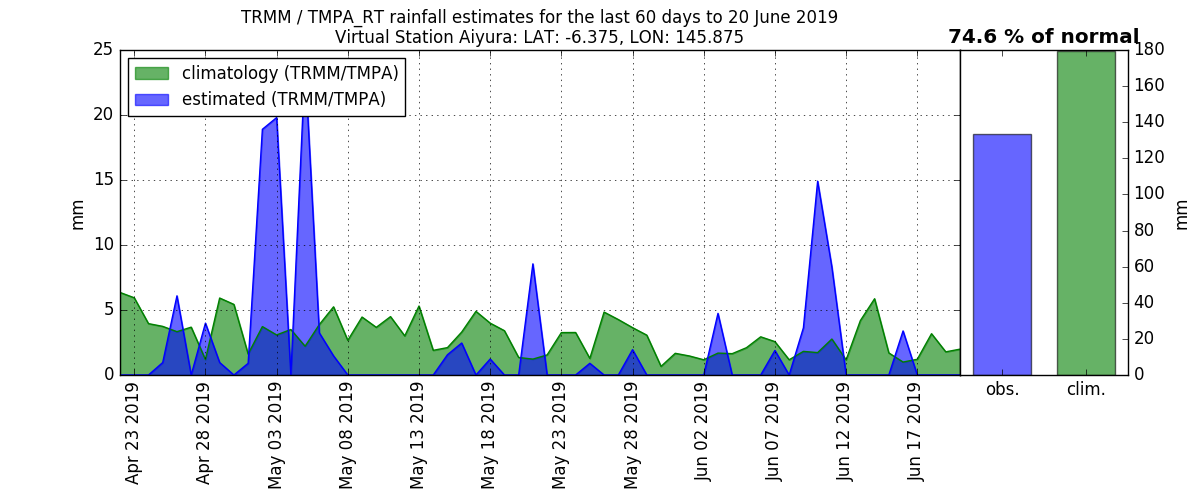 TRMM / TMPA_RT rainfall estimates for the last 60 days to 20 June 2019
Virtual Station Aiyura: LAT: -6.375, LON: 145.875
74.6 % of normal
climatology (TRMM/TMPA)
estimated (TRMM/TMPA)
25
20
15
10
5
0
mm
Apr 23 2019
Apr 28 2019
May 03 2019
May 08 2019
May 13 2019
May 18 2019
May 23 2019
May 28 2019
Jun 02 2019
Jun 07 2019
Jun 12 2019
Jun 17 2019
obs.
clim.
180
160
140
120
100
80
60
40
20
0
mm